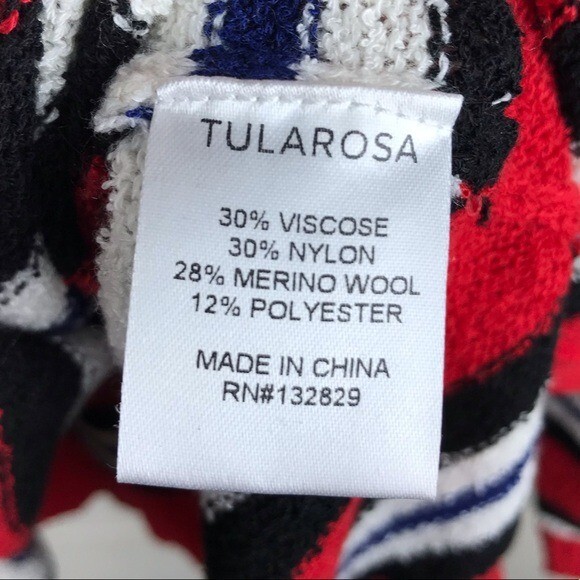 TULAROSA
30% VISCOSE
30% NYLON
28% MERINO WOOL
12% POLYESTER
MADE IN CHINA
RN#132829